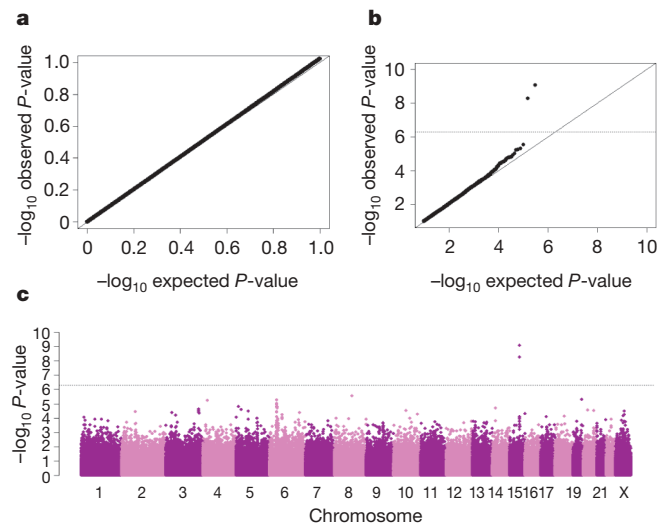 a
b
1.0
0.8
0.6
0.4
0.2
0
−log10 observed P-value
0 0.2 0.4 0.6 0.8 1.0
−log10 expected P-value
10
8
6
4
2
−log10 observed P-value
2 4 6 8 10
−log10 expected P-value
c
10
9
8
7
6
5
4
3
2
1
0
−log10 P-value
1 2 3 4 5 6 7 8 9 10 11 12 13 14 15 16 17 19 21 X
Chromosome